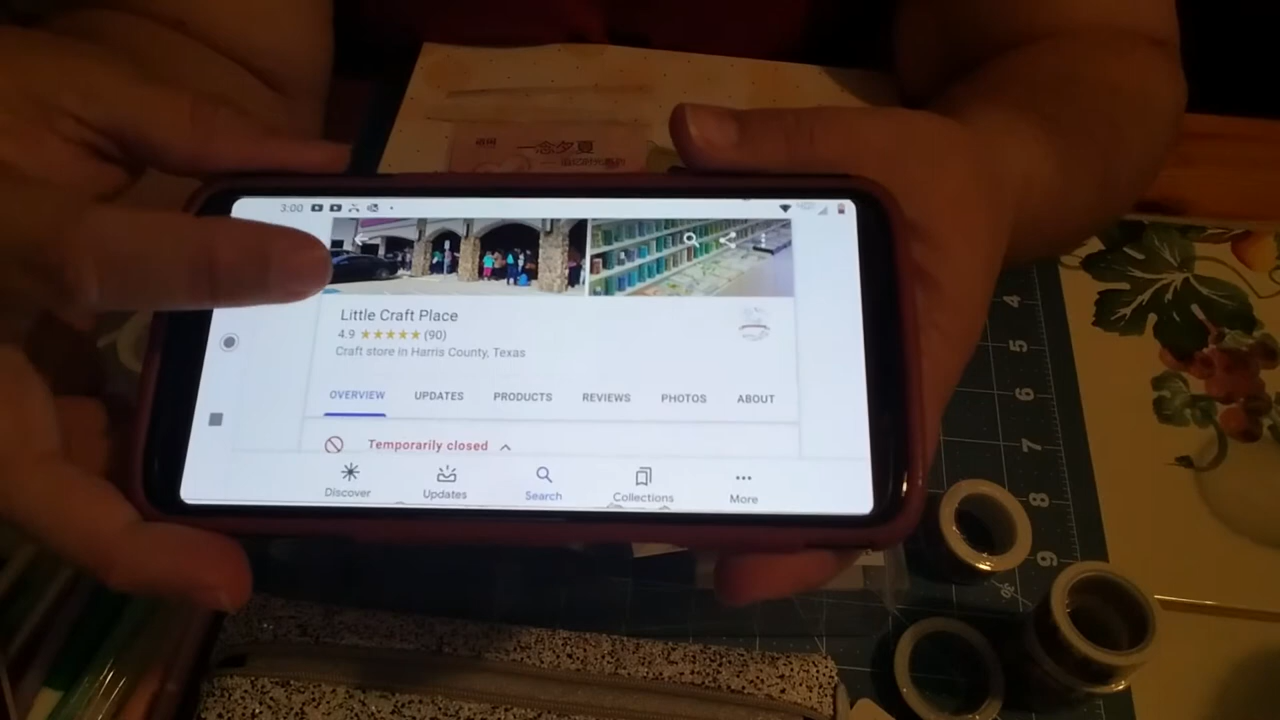 一念夕夏
3:00
Little Craft Place
4.9 ★★★★★ (90)
Craft store in Harris County, Texas
OVERVIEW UPDATES PRODUCTS REVIEWS PHOTOS ABOUT
Temporarily closed
Discover Updates Search Collections More
4
5
6
7
8
9